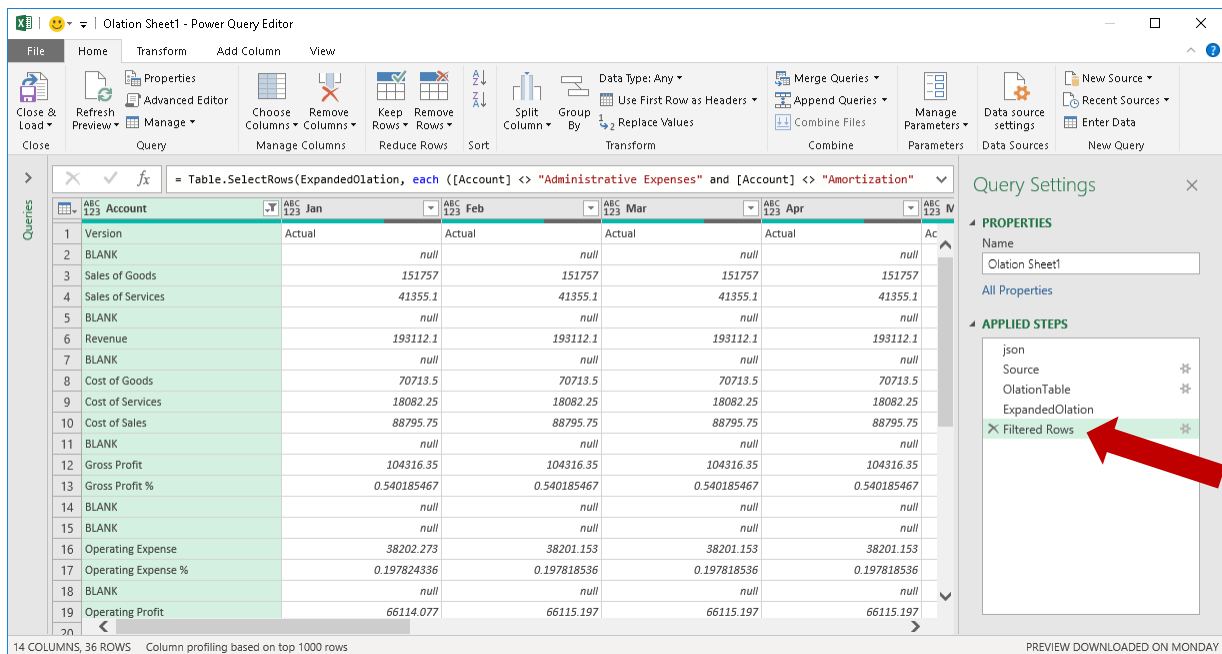 Olation Sheet1 - Power Query Editor
File Home Transform Add Column View
Close & Load
Close
Refresh Preview
Properties
Advanced Editor
Manage
Query
Choose Columns
Remove Columns
Manage Columns
Keep Rows
Remove Rows
Reduce Rows
Sort
Split Column
Group By
Data Type: Any
Use First Row as Headers
Replace Values
Transform
Merge Queries
Append Queries
Combine Files
Combine
Manage Parameters
Parameters
Data source settings
Data Sources
New Source
Recent Sources
Enter Data
New Query
Queries
fx = Table.SelectRows(ExpandedOlation, each ([Account] <> "Administrative Expenses" and [Account] <> "Amortization"
ABC 123 Account ABC 123 Jan ABC 123 Feb ABC 123 Mar ABC 123 Apr ABC 123 M
1 Version Actual Actual Actual Actual Ac
2 BLANK null null null null
3 Sales of Goods 151757 151757 151757 151757
4 Sales of Services 41355.1 41355.1 41355.1 41355.1
5 BLANK null null null null
6 Revenue 193112.1 193112.1 193112.1 193112.1
7 BLANK null null null null
8 Cost of Goods 70713.5 70713.5 70713.5 70713.5
9 Cost of Services 18082.25 18082.25 18082.25 18082.25
10 Cost of Sales 88795.75 88795.75 88795.75 88795.75
11 BLANK null null null null
12 Gross Profit 104316.35 104316.35 104316.35 104316.35
13 Gross Profit % 0.540185467 0.540185467 0.540185467 0.540185467
14 BLANK null null null null
15 BLANK null null null null
16 Operating Expense 38202.273 38201.153 38201.153 38201.153
17 Operating Expense % 0.197824336 0.197818536 0.197818536 0.197818536
18 BLANK null null null null
19 Operating Profit 66114.077 66115.197 66115.197 66115.197
20
Query Settings
PROPERTIES
Name
Olation Sheet1
All Properties
APPLIED STEPS
json
Source
OlationTable
ExpandedOlation
Filtered Rows
14 COLUMNS, 36 ROWS Column profiling based on top 1000 rows PREVIEW DOWNLOADED ON MONDAY